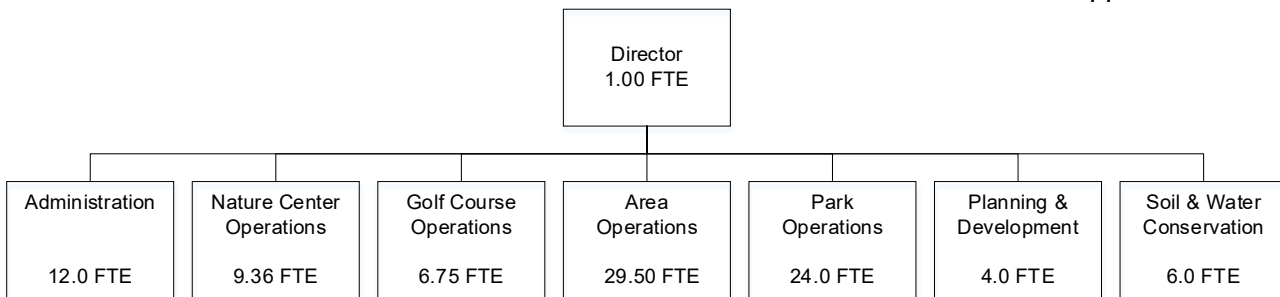 Director
1.00 FTE
Administration
12.0 FTE
Nature Center
Operations
9.36 FTE
Golf Course
Operations
6.75 FTE
Area
Operations
29.50 FTE
Park
Operations
24.0 FTE
Planning &
Development
4.0 FTE
Soil & Water
Conservation
6.0 FTE